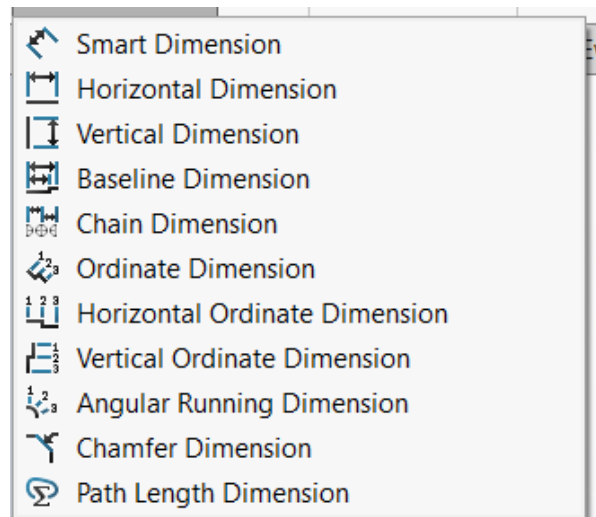 Smart Dimension
Horizontal Dimension
Vertical Dimension
Baseline Dimension
Chain Dimension
Ordinate Dimension
Horizontal Ordinate Dimension
Vertical Ordinate Dimension
Angular Running Dimension
Chamfer Dimension
Path Length Dimension